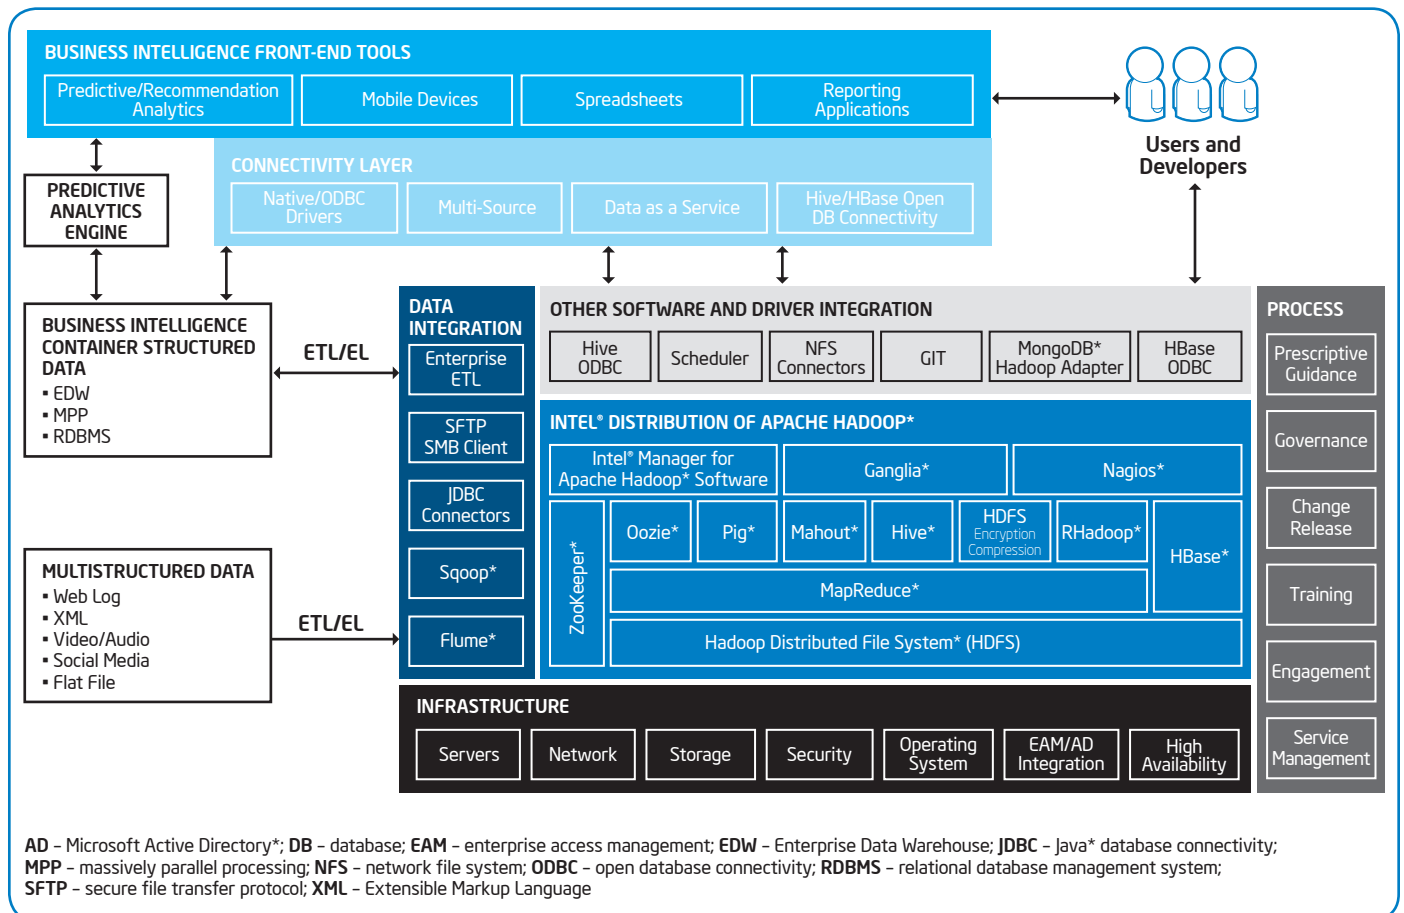 BUSINESS INTELLIGENCE FRONT-END TOOLS
Predictive/Recommendation
Analytics
Mobile Devices
Spreadsheets
Reporting
Applications
Users and
Developers
CONNECTIVITY LAYER
Native/ODBC
Drivers
Multi-Source
Data as a Service
Hive/HBase Open
DB Connectivity
PREDICTIVE
ANALYTICS
ENGINE
BUSINESS INTELLIGENCE
CONTAINER STRUCTURED
DATA
▪ EDW
▪ MPP
▪ RDBMS
ETL/EL
MULTISTRUCTURED DATA
▪ Web Log
▪ XML
▪ Video/Audio
▪ Social Media
▪ Flat File
ETL/EL
DATA
INTEGRATION
Enterprise
ETL
SFTP
SMB Client
JDBC
Connectors
Sqoop*
Flume*
OTHER SOFTWARE AND DRIVER INTEGRATION
Hive
ODBC
Scheduler
NFS
Connectors
GIT
MongoDB*
Hadoop Adapter
HBase
ODBC
INTEL® DISTRIBUTION OF APACHE HADOOP*
Intel® Manager for
Apache Hadoop* Software
Ganglia*
Nagios*
ZooKeeper*
Oozie*
Pig*
Mahout*
Hive*
HDFS
Encryption
Compression
RHadoop*
HBase*
MapReduce*
Hadoop Distributed File System* (HDFS)
INFRASTRUCTURE
Servers
Network
Storage
Security
Operating
System
EAM/AD
Integration
High
Availability
PROCESS
Prescriptive
Guidance
Governance
Change
Release
Training
Engagement
Service
Management
AD – Microsoft Active Directory*; DB – database; EAM – enterprise access management; EDW – Enterprise Data Warehouse; JDBC – Java* database connectivity;
MPP – massively parallel processing; NFS – network file system; ODBC – open database connectivity; RDBMS – relational database management system;
SFTP – secure file transfer protocol; XML – Extensible Markup Language